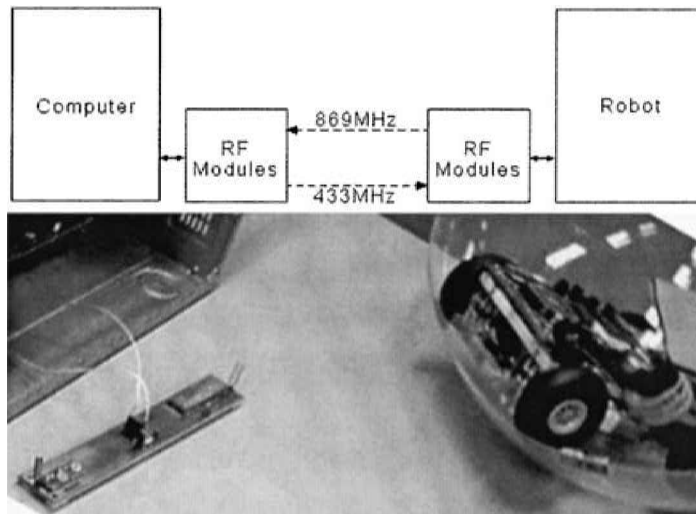 Computer
RF
Modules
869MHz
433MHz
RF
Modules
Robot